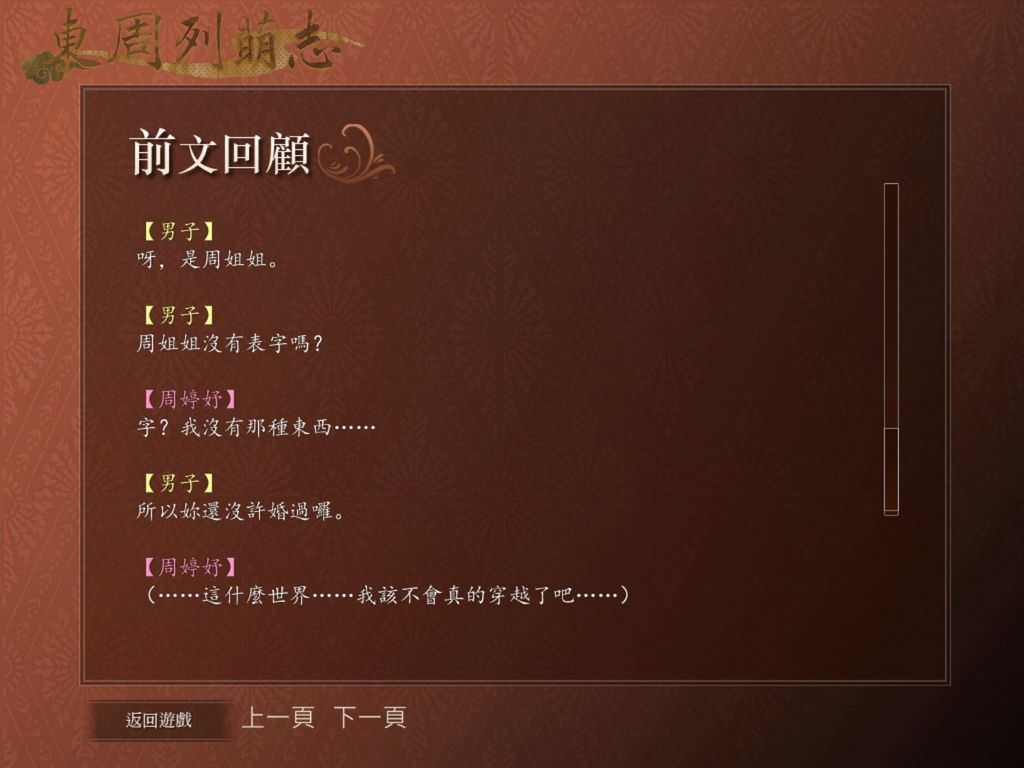 東周列萌志
前文回顧
【男子】
呀，是周姐姐。
【男子】
周姐姐沒有表字嗎？
【周婷妤】
字？我沒有那種東西……
【男子】
所以妳還沒許婚過囉。
【周婷妤】
（……這什麼世界……我該不會真的穿越了吧……）
返回遊戲 上一頁 下一頁